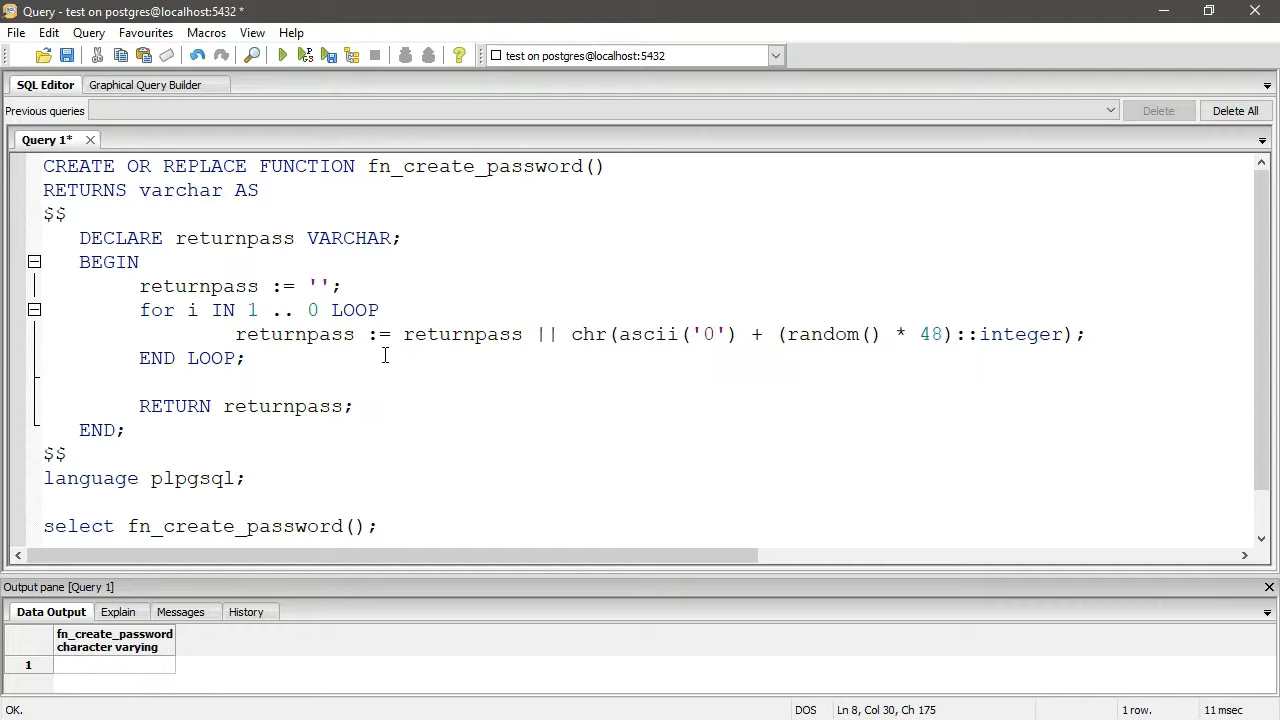 Query - test on postgres@localhost:5432 *
File Edit Query Favourites Macros View Help
test on postgres@localhost:5432
SQL Editor Graphical Query Builder
Previous queries Delete Delete All
Query 1*
CREATE OR REPLACE FUNCTION fn_create_password()
RETURNS varchar AS
$$
DECLARE returnpass VARCHAR;
BEGIN
returnpass := '';
for i IN 1 .. 0 LOOP
returnpass := returnpass || chr(ascii('0') + (random() * 48)::integer);
END LOOP;
RETURN returnpass;
END;
$$
language plpgsql;
select fn_create_password();
Output pane [Query 1]
Data Output Explain Messages History
fn_create_password
character varying
1
OK. DOS Ln 8, Col 30, Ch 175 1 row. 11 msec